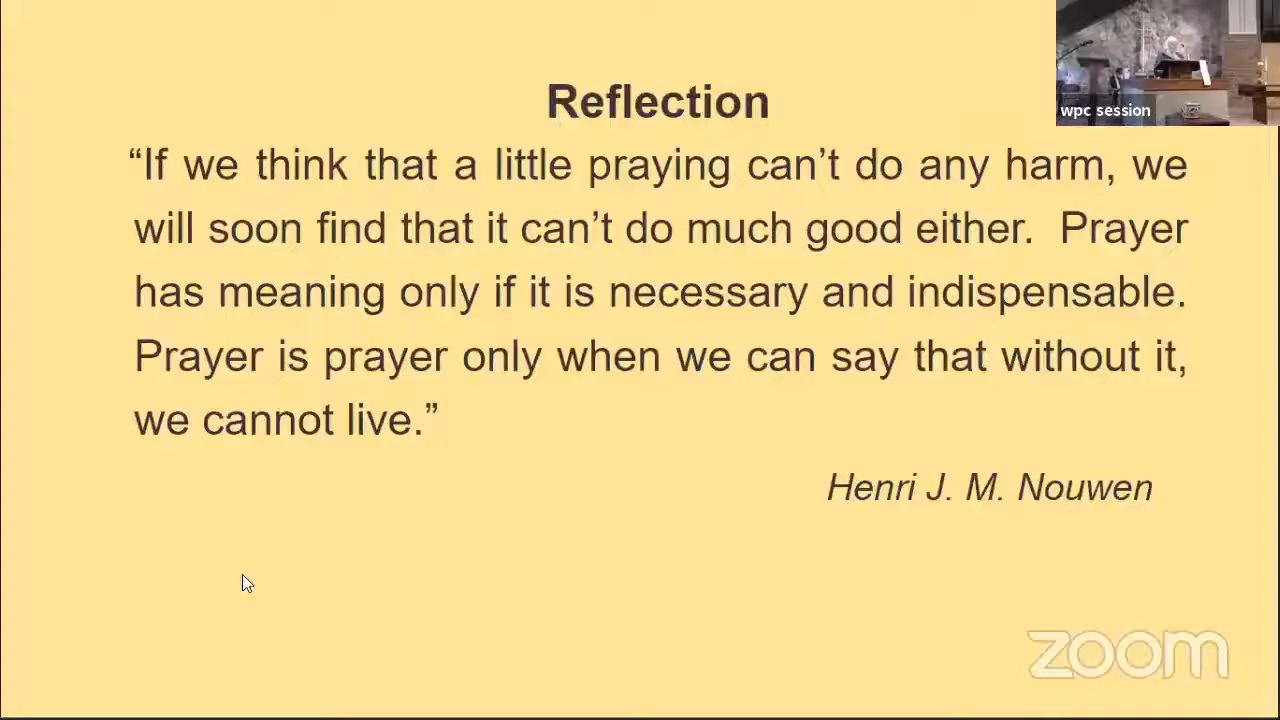 Reflection
“If we think that a little praying can’t do any harm, we
will soon find that it can’t do much good either.  Prayer
has meaning only if it is necessary and indispensable.
Prayer is prayer only when we can say that without it,
we cannot live.”
Henri J. M. Nouwen
wpc session
zoom